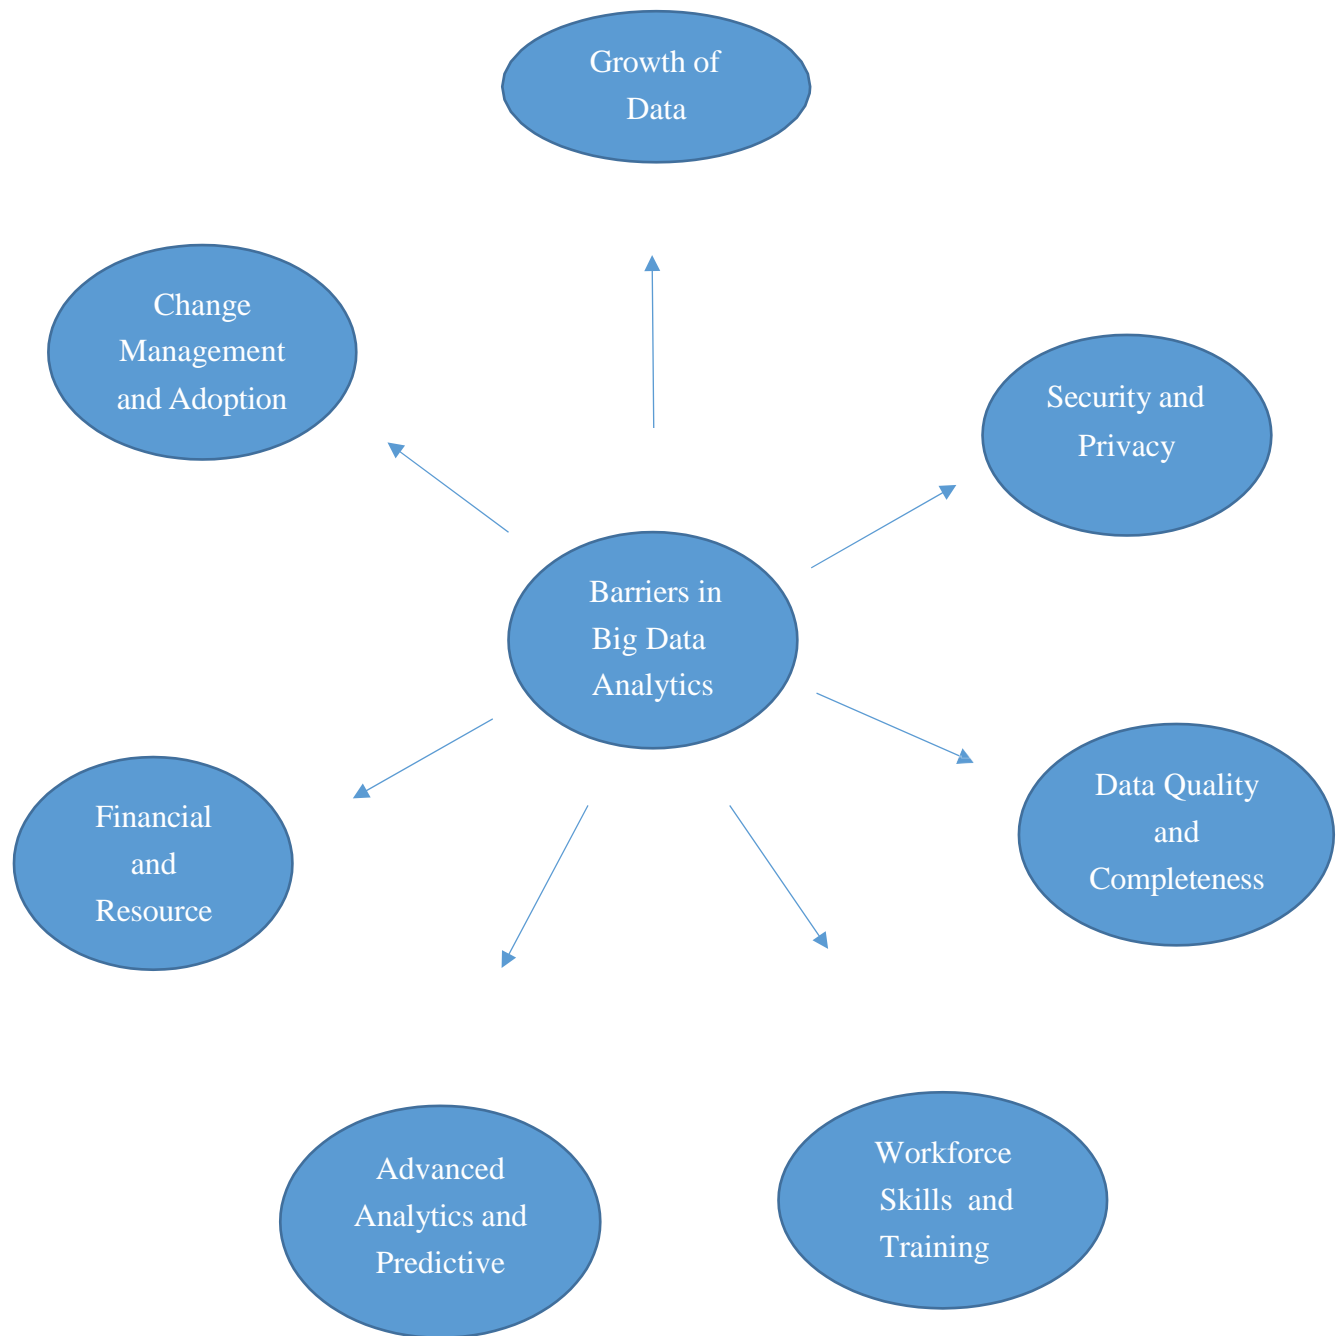 Growth of
Data
Change
Management
and Adoption
Security and
Privacy
Barriers in
Big Data
Analytics
Financial
and
Resource
Data Quality
and
Completeness
Advanced
Analytics and
Predictive
Workforce
Skills and
Training